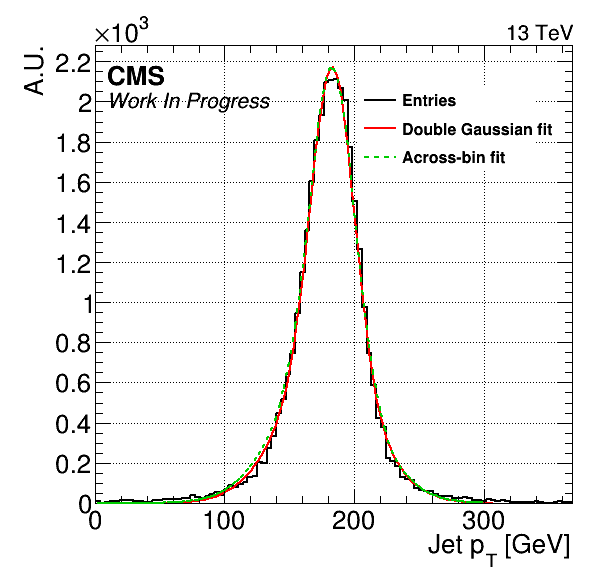 ×10³
13 TeV
A.U.
CMS
Work In Progress
Entries
Double Gaussian fit
Across-bin fit
2.2
2
1.8
1.6
1.4
1.2
1
0.8
0.6
0.4
0.2
0
0 100 200 300
Jet p_T [GeV]